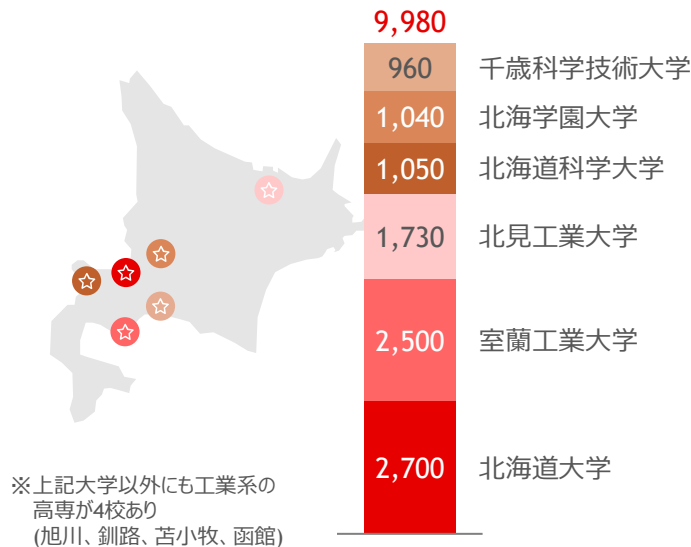 9,980
960 千歳科学技術大学
1,040 北海学園大学
1,050 北海道科学大学
1,730 北見工業大学
2,500 室蘭工業大学
2,700 北海道大学
※上記大学以外にも工業系の
高専が4校あり
(旭川、釧路、苫小牧、函館)